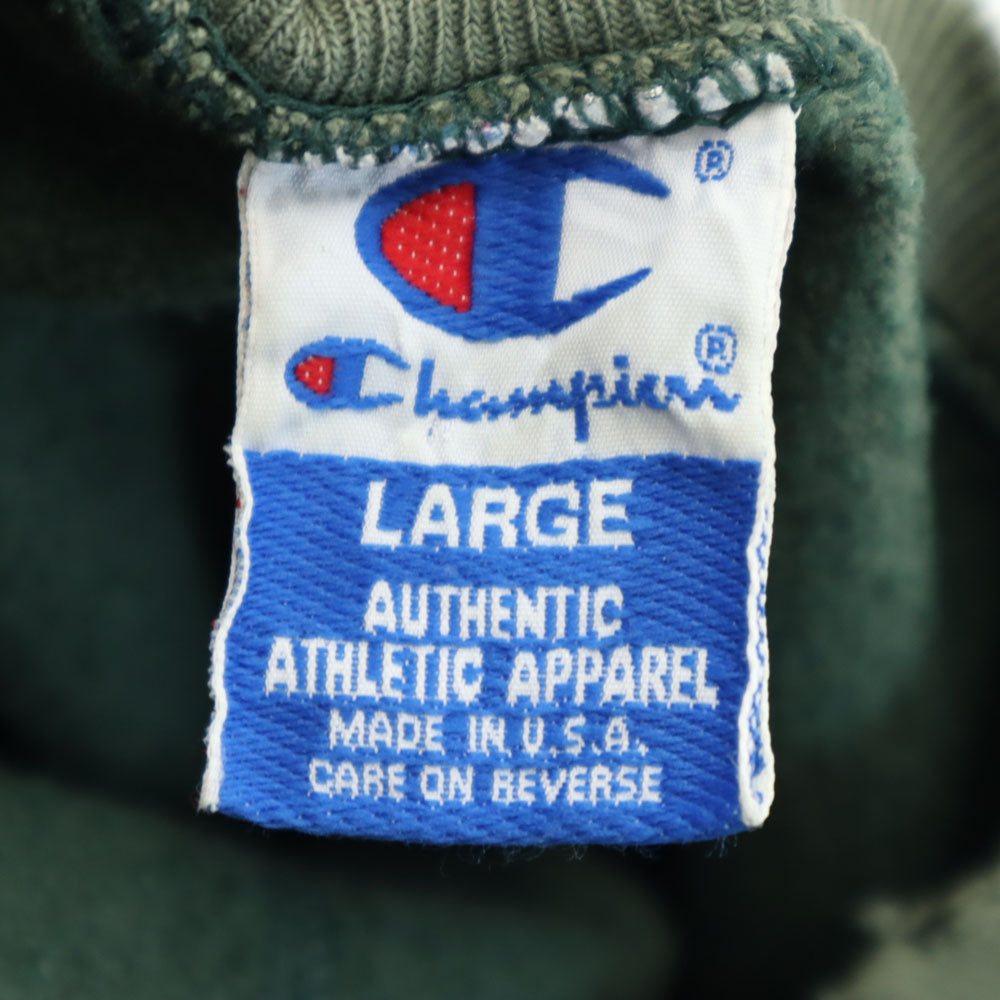 ®
Champion®
LARGE
AUTHENTIC
ATHLETIC APPAREL
MADE IN U.S.A.
CARE ON REVERSE